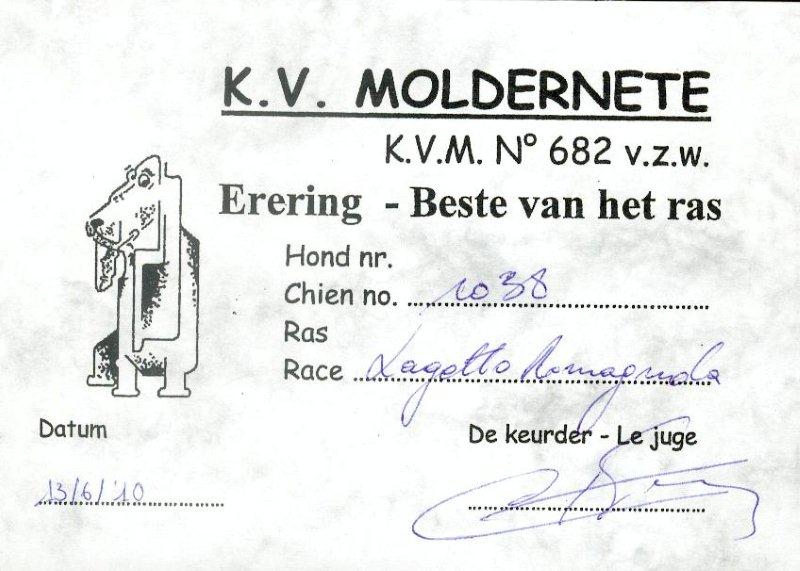 K.V. MOLDERNETE
K.V.M. N° 682 v.z.w.
Erering - Beste van het ras
Hond nr.
Chien no. 1038
Ras
Race Lagotto Romagnola
Datum
De keurder - Le juge
13/6/'10